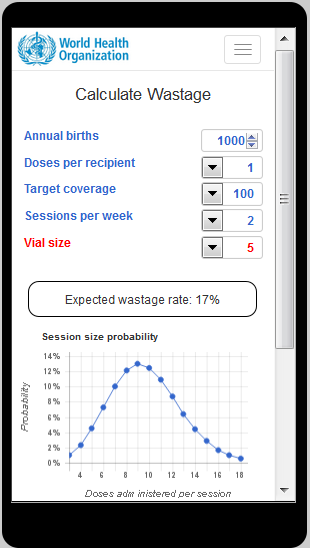 World Health
Organization
Calculate Wastage
Annual births 1000
Doses per recipient 1
Target coverage 100
Sessions per week 2
Vial size 5
Expected wastage rate: 17%
Session size probability
14%
12%
10%
8%
6%
4%
2%
0%
Probability
4 6 8 10 12 14 16 18
Doses administered per session